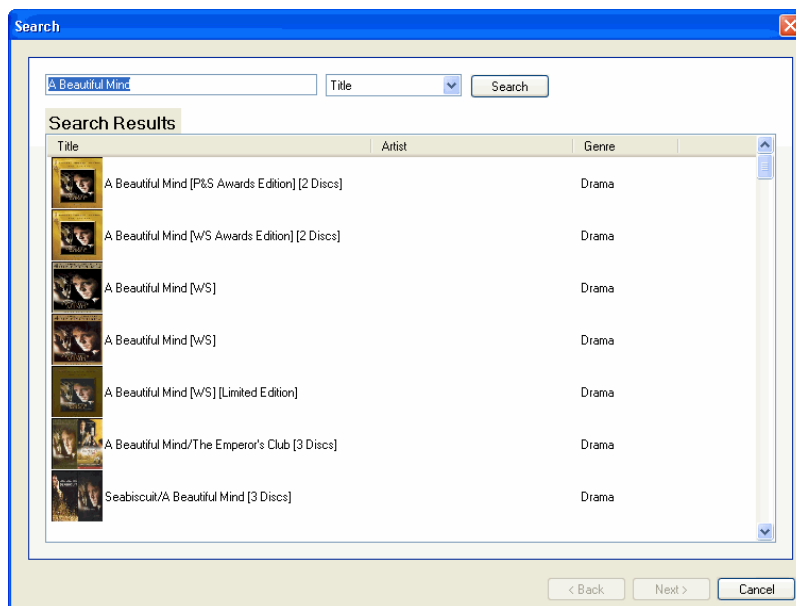 Search
A Beautiful Mind Title Search
Search Results
Title Artist Genre
A Beautiful Mind [P&S Awards Edition] [2 Discs] Drama
A Beautiful Mind [WS Awards Edition] [2 Discs] Drama
A Beautiful Mind [WS] Drama
A Beautiful Mind [WS] Drama
A Beautiful Mind [WS] [Limited Edition] Drama
A Beautiful Mind/The Emperor's Club [3 Discs] Drama
Seabiscuit/A Beautiful Mind [3 Discs] Drama
< Back Next > Cancel